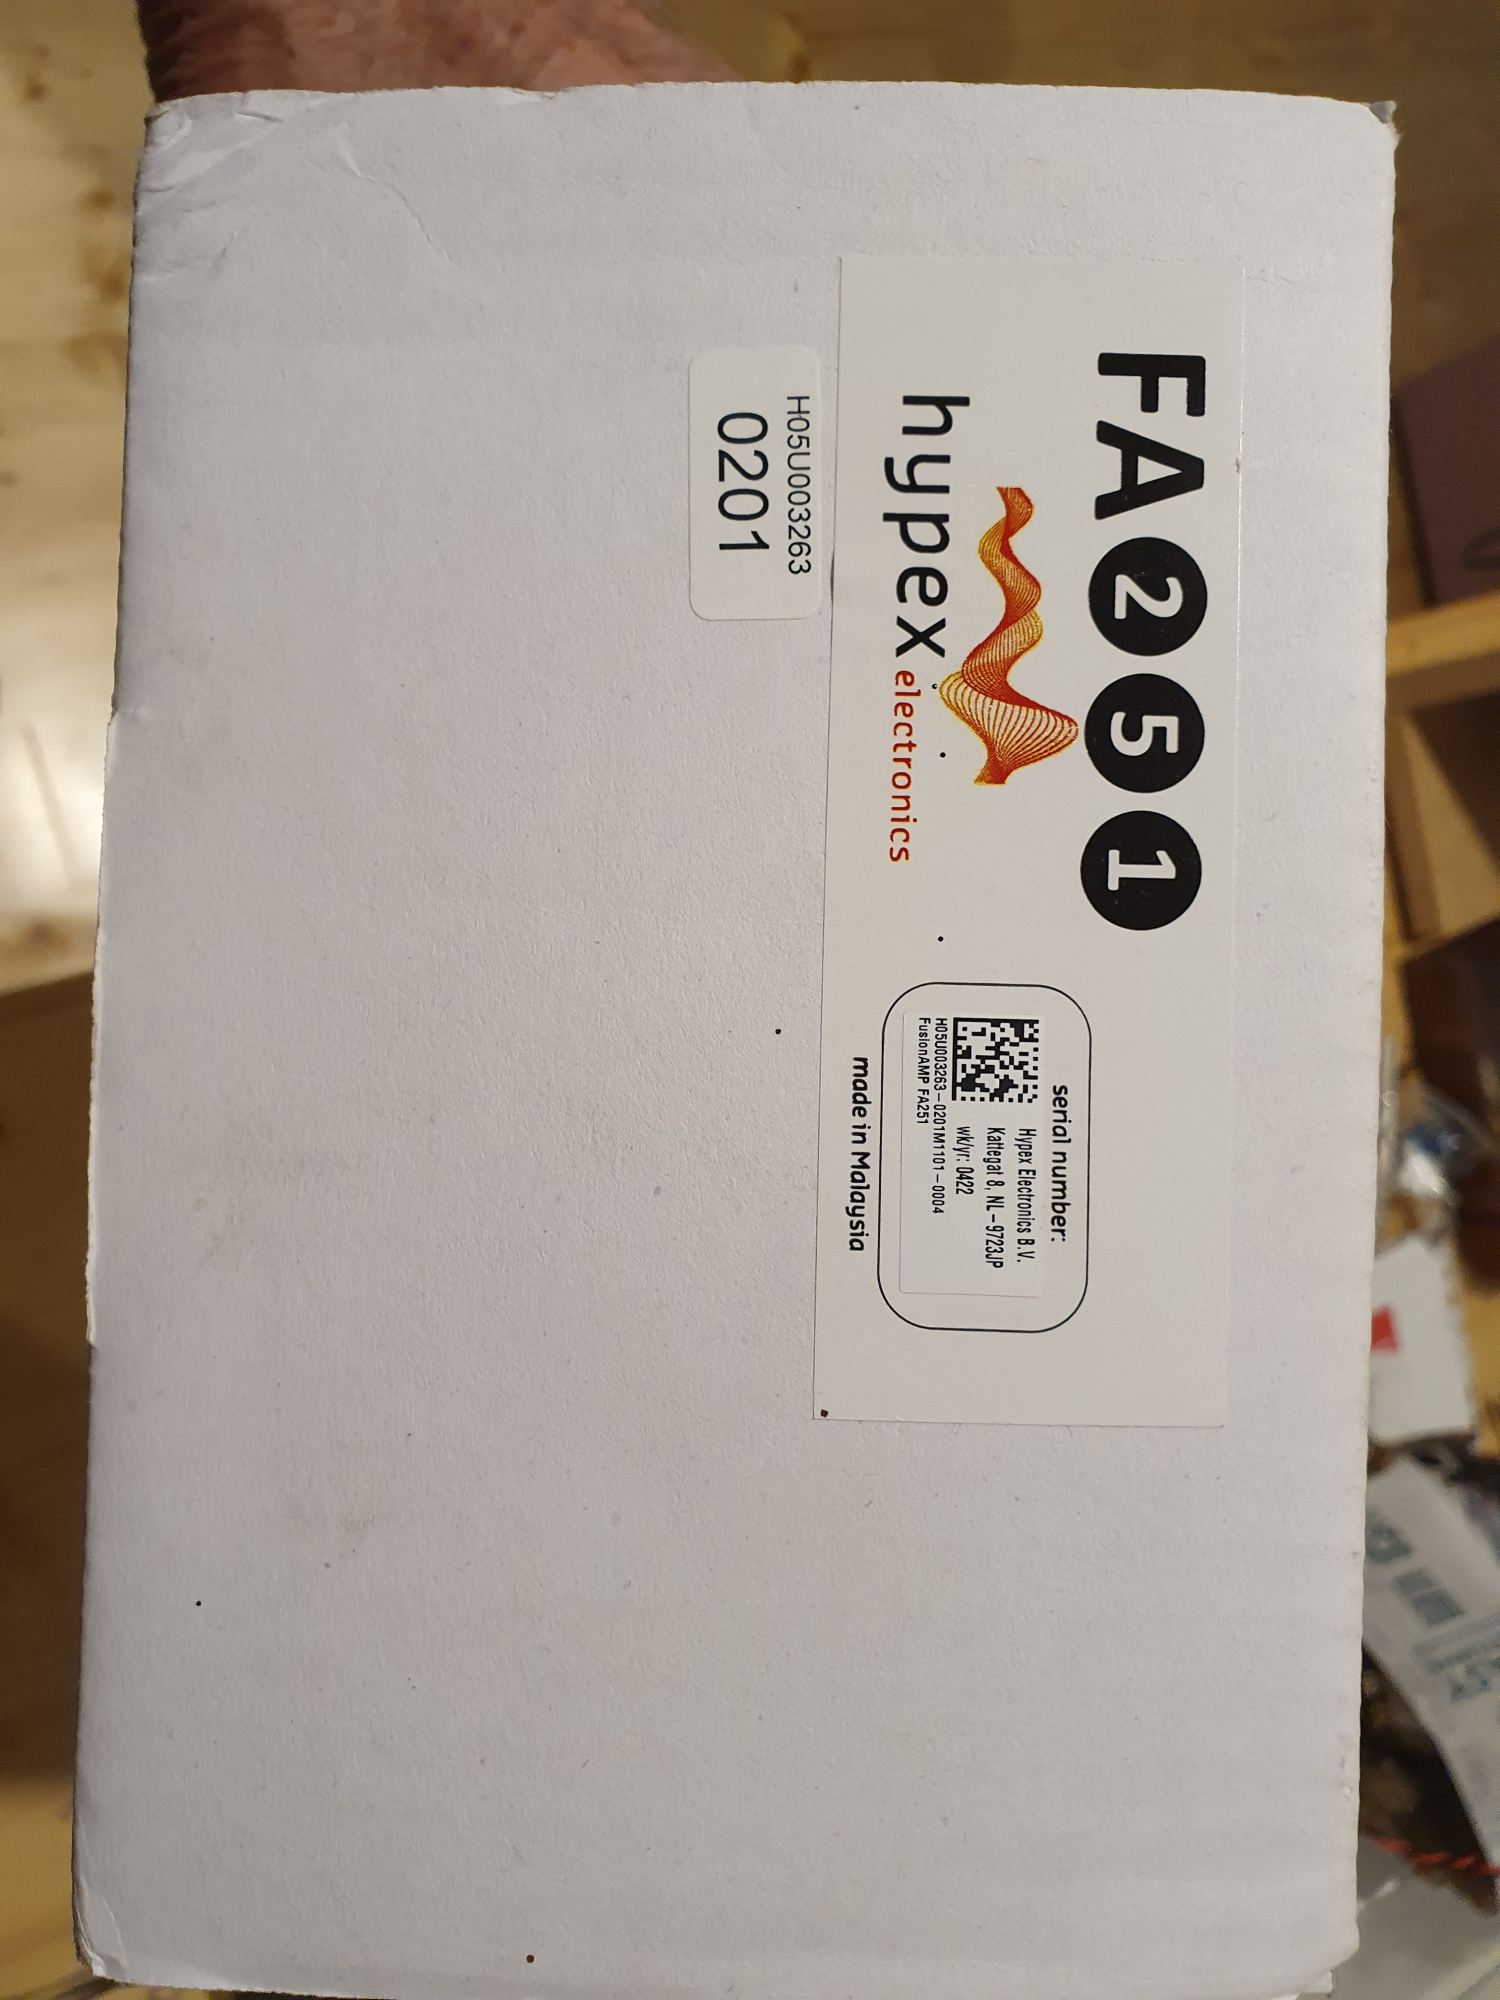 FA251
hypex
electronics
serial number:
Hypex Electronics B.V.
Kattegat 8, NL-9723JP
wk/yr: 0422
H05U003263-0201M1101-0004
FusionAMP FA251
made in Malaysia
H05U003263
0201